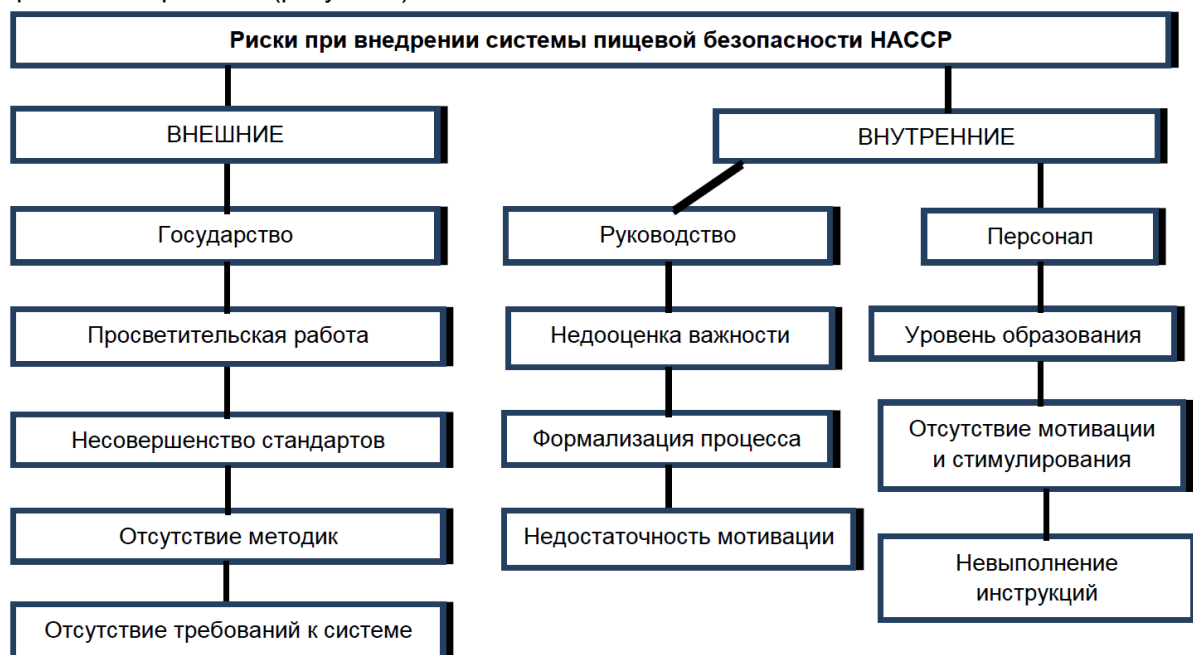 Риски при внедрении системы пищевой безопасности НАССР
ВНЕШНИЕ
ВНУТРЕННИЕ
Государство
Руководство
Персонал
Просветительская работа
Недооценка важности
Уровень образования
Несовершенство стандартов
Формализация процесса
Отсутствие мотивации
и стимулирования
Отсутствие методик
Недостаточность мотивации
Невыполнение
инструкций
Отсутствие требований к системе